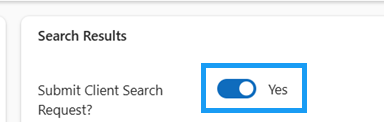 Search Results
Submit Client Search
Request?
Yes